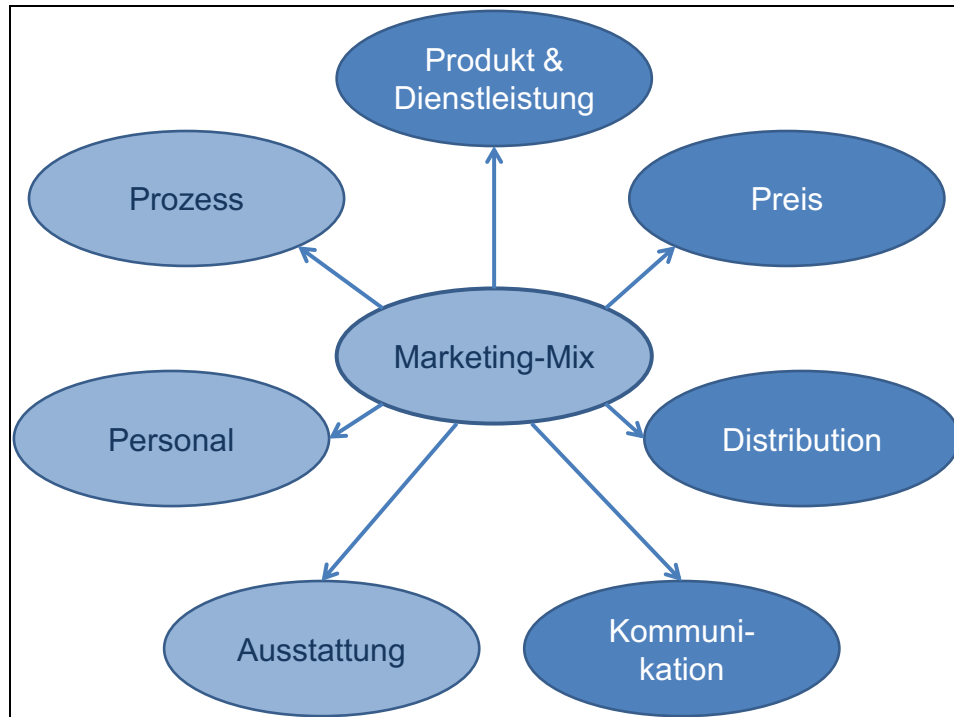 Produkt &
Dienstleistung
Prozess
Preis
Marketing-Mix
Personal
Distribution
Ausstattung
Kommuni-
kation